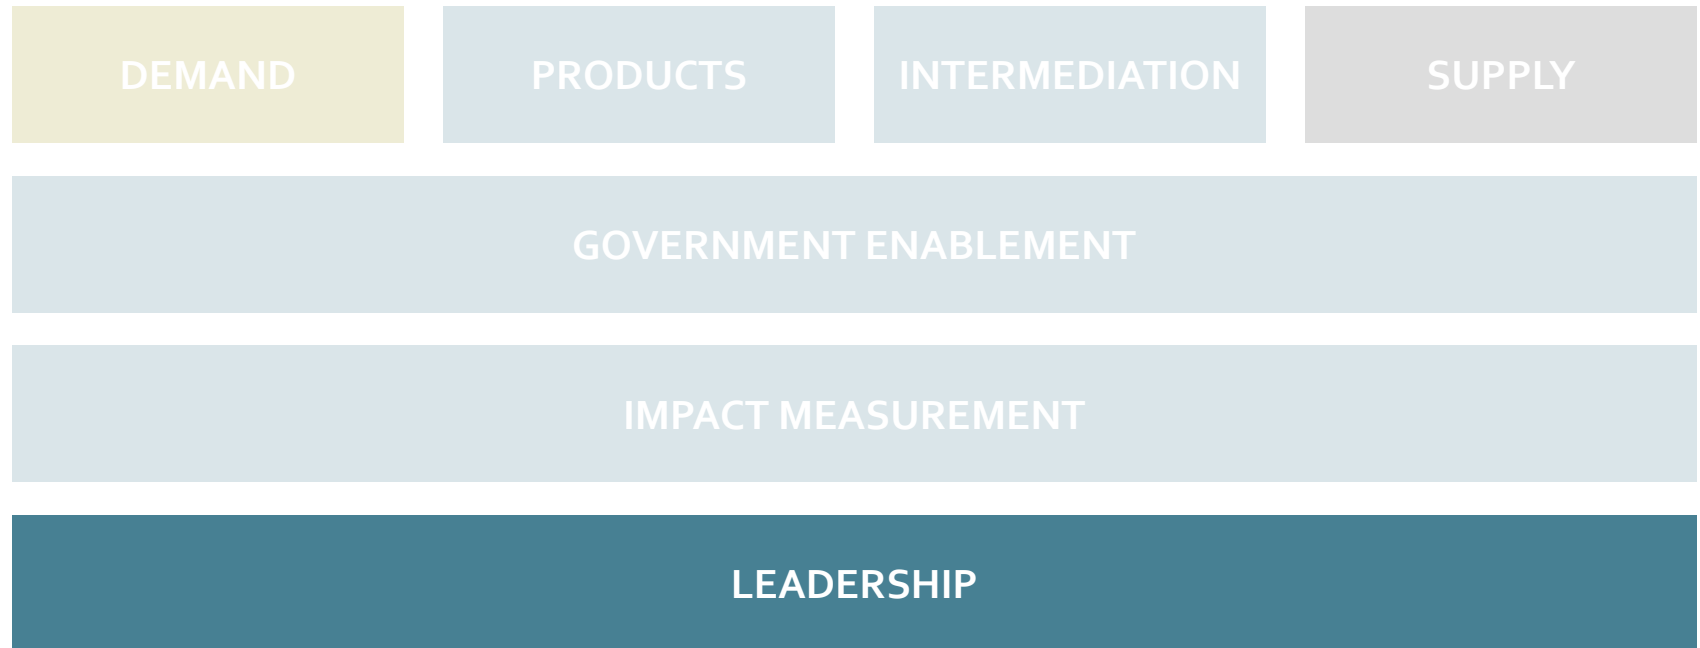 DEMAND
PRODUCTS
INTERMEDIATION
SUPPLY
GOVERNMENT ENABLEMENT
IMPACT MEASUREMENT
LEADERSHIP